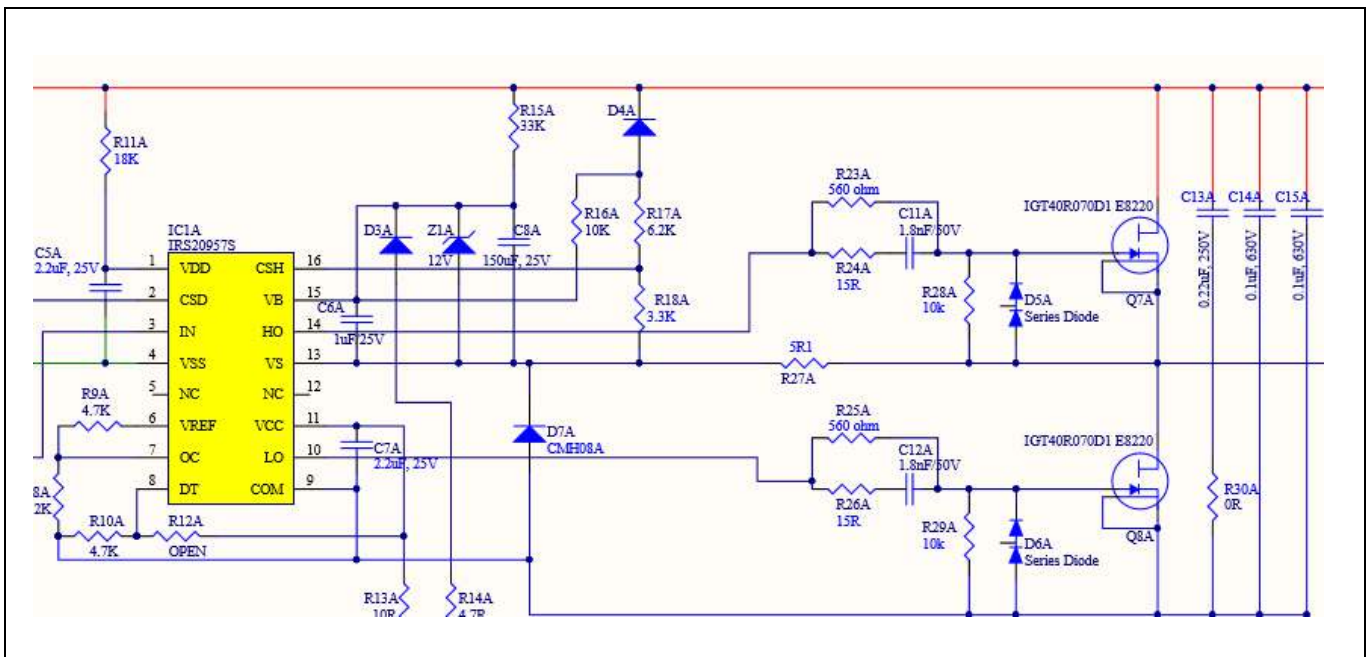 R15A
33K
D4A
R11A
18K
R23A
560 ohm
C11A
1.8nF/50V
IGT40R070D1 E8220
C13A
C14A
C15A
R16A
10K
R17A
6.2K
IC1A
IRS20957S
D3A
Z1A
12V
C8A
150uF, 25V
C5A
2.2uF, 25V
R24A
15R
0.22uF, 250V
0.1uF, 630V
0.1uF, 630V
1 VDD CSH 16
2 CSD VB 15
3 IN HO 14
4 VSS VS 13
5 NC NC 12
6 VREF VCC 11
7 OC LO 10
8 DT COM 9
C6A
1uF 25V
R18A
3.3K
R28A
10k
D5A
Series Diode
Q7A
5R1
R27A
R9A
4.7K
C7A
2.2uF, 25V
D7A
CMH08A
R25A
560 ohm
C12A
1.8nF/50V
IGT40R070D1 E8220
R26A
15R
8A
2K
R10A
4.7K
R12A
OPEN
R29A
10k
D6A
Series Diode
Q8A
R30A
0R
R13A
10R
R14A
4.7R